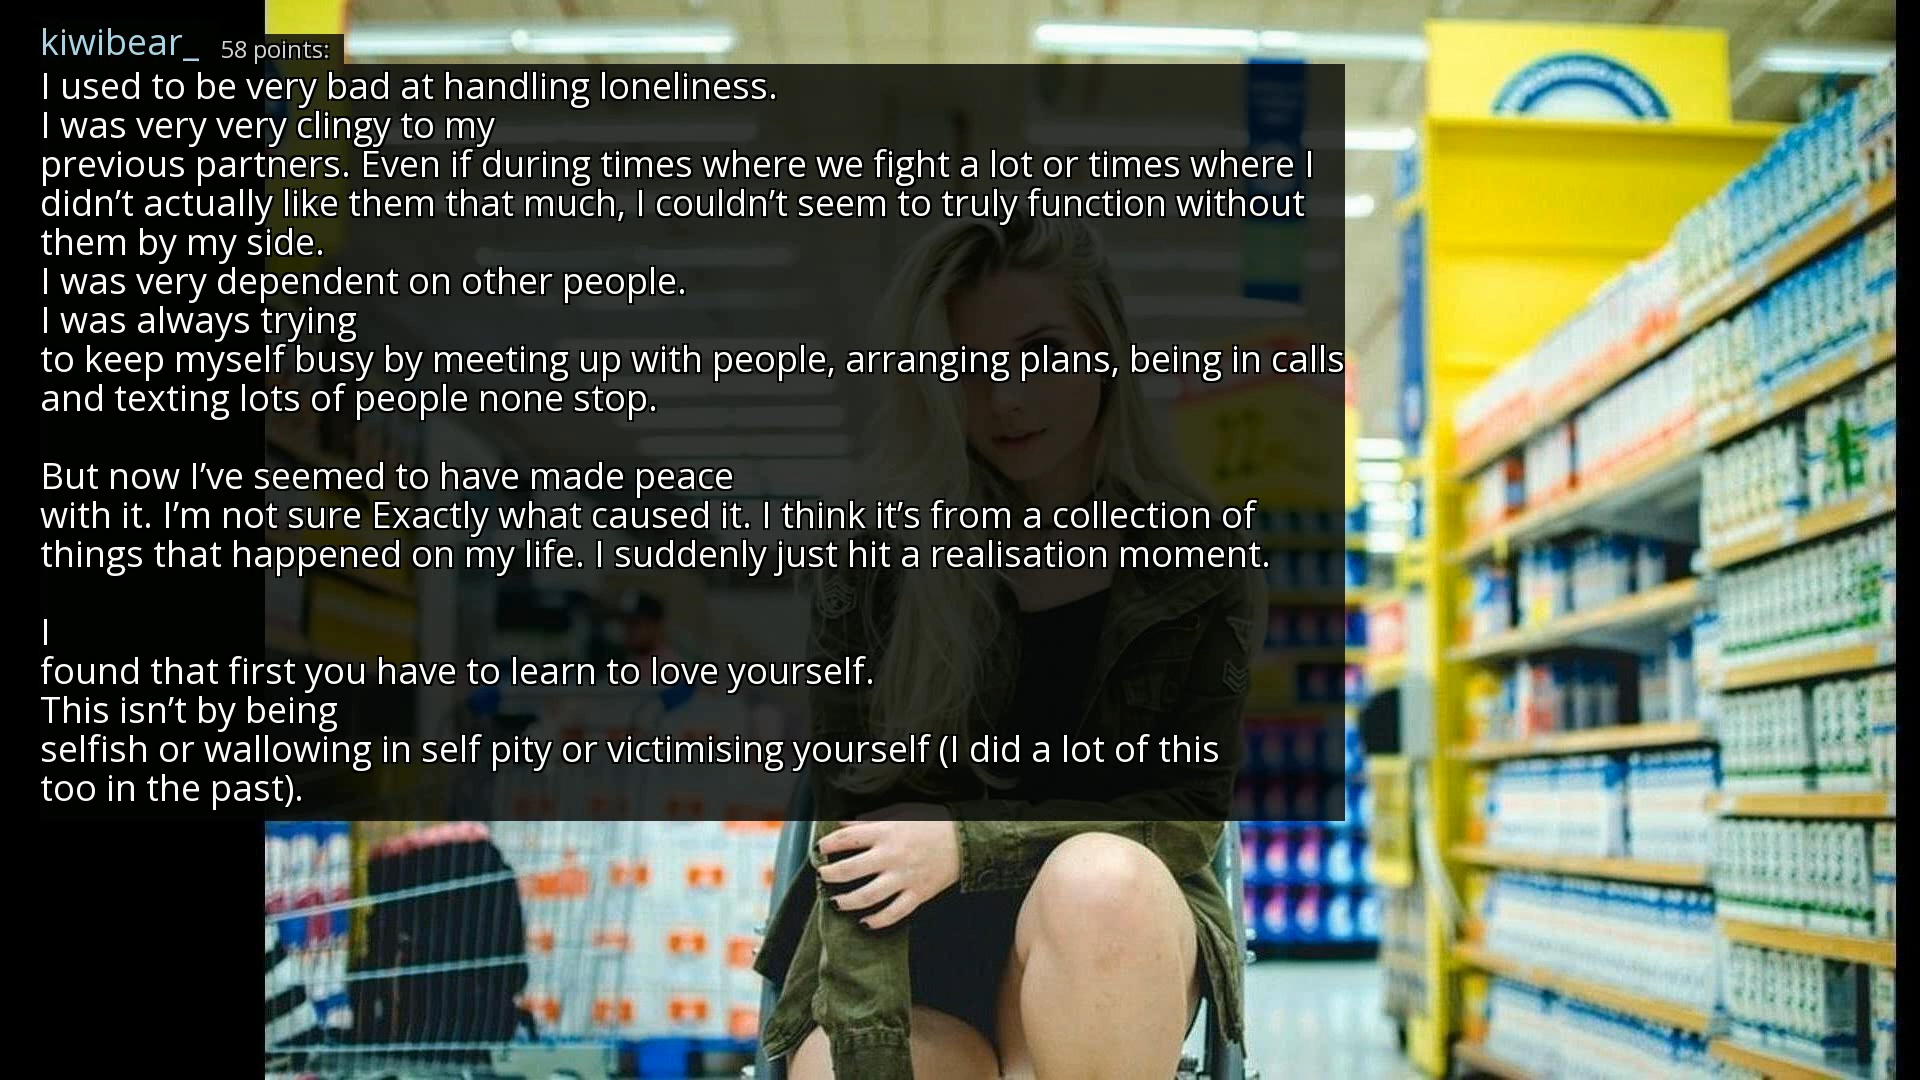 kiwibear_ 58 points:
I used to be very bad at handling loneliness.
I was very very clingy to my
previous partners. Even if during times where we fight a lot or times where I
didn’t actually like them that much, I couldn’t seem to truly function without
them by my side.
I was very dependent on other people.
I was always trying
to keep myself busy by meeting up with people, arranging plans, being in calls
and texting lots of people none stop.
But now I’ve seemed to have made peace
with it. I’m not sure Exactly what caused it. I think it’s from a collection of
things that happened on my life. I suddenly just hit a realisation moment.
I
found that first you have to learn to love yourself.
This isn’t by being
selfish or wallowing in self pity or victimising yourself (I did a lot of this
too in the past).